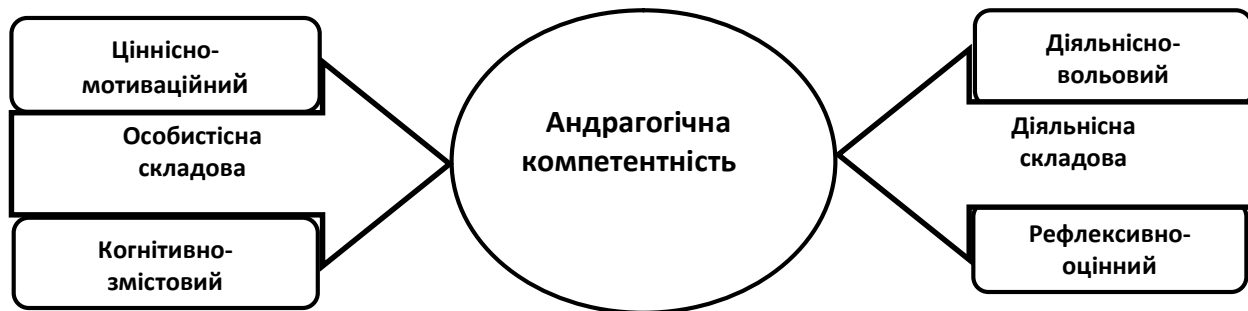 Ціннісно-
мотиваційний
Особистісна
складова
Когнітивно-
змістовий
Андрагогічна
компетентність
Діяльнісно-
вольовий
Діяльнісна
складова
Рефлексивно-
оцінний